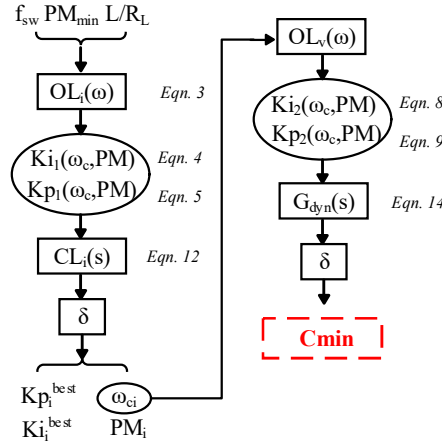 f_sw PM_min L/R_L
OL_i(ω) Eqn. 3
Ki_1(ω_c,PM) Eqn. 4
Kp_1(ω_c,PM) Eqn. 5
CL_i(s) Eqn. 12
δ
Kp_i^best ω_ci
Ki_i^best PM_i
OL_v(ω)
Ki_2(ω_c,PM) Eqn. 8
Kp_2(ω_c,PM) Eqn. 9
G_dyn(s) Eqn. 14
δ
Cmin